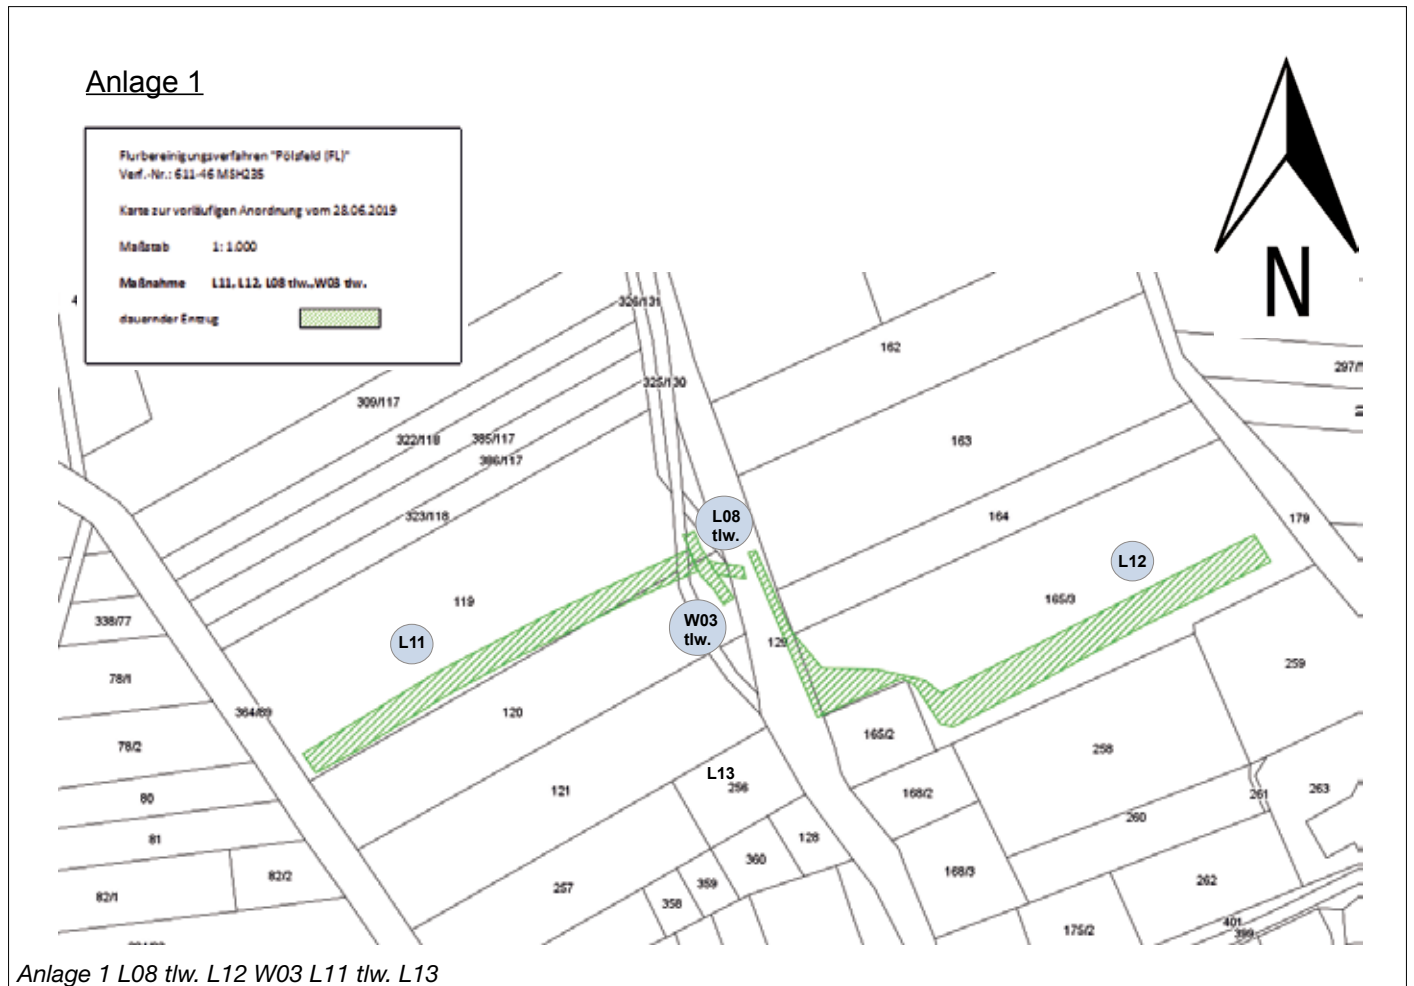 Anlage 1
Flurbereinigungsverfahren "Pölsfeld (FL)"
Verf.-Nr.: 611-46 MSH235
Karte zur vorläufigen Anordnung vom 28.06.2019
Maßstab 1: 1.000
Maßnahme L11, L12, L08 tlw., W03 tlw.
dauernder Entzug
N
4
326/131
162
297/
325/130
309/117
322/118
385/117
163
386/117
323/118
L08
tlw.
164
179
L12
119
165/3
338/77
W03
tlw.
L11
129
259
78/1
364/89
120
165/2
78/2
258
L13
256
121
168/2
263
80
261
260
128
81
360
168/3
82/2
359
262
257
82/1
358
401
175/2
399
Anlage 1 L08 tlw. L12 W03 L11 tlw. L13